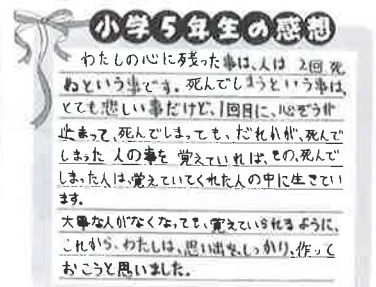 小学5年生の感想
わたしの心に残った事は、人は2回死
ぬという事です。死んでしまうという事は、
とても悲しい事だけど、1回目に、心ぞうが
止まって、死んでしまっても、だれかが、死んで
しまった人の事を覚えていれば、その、死んで
しまった人は、覚えていてくれた人の中に生きてい
ます。
大事な人がなくなっても、覚えていられるように、
これから、わたしは、思い出を、しっかり、作って
おこうと思いました。